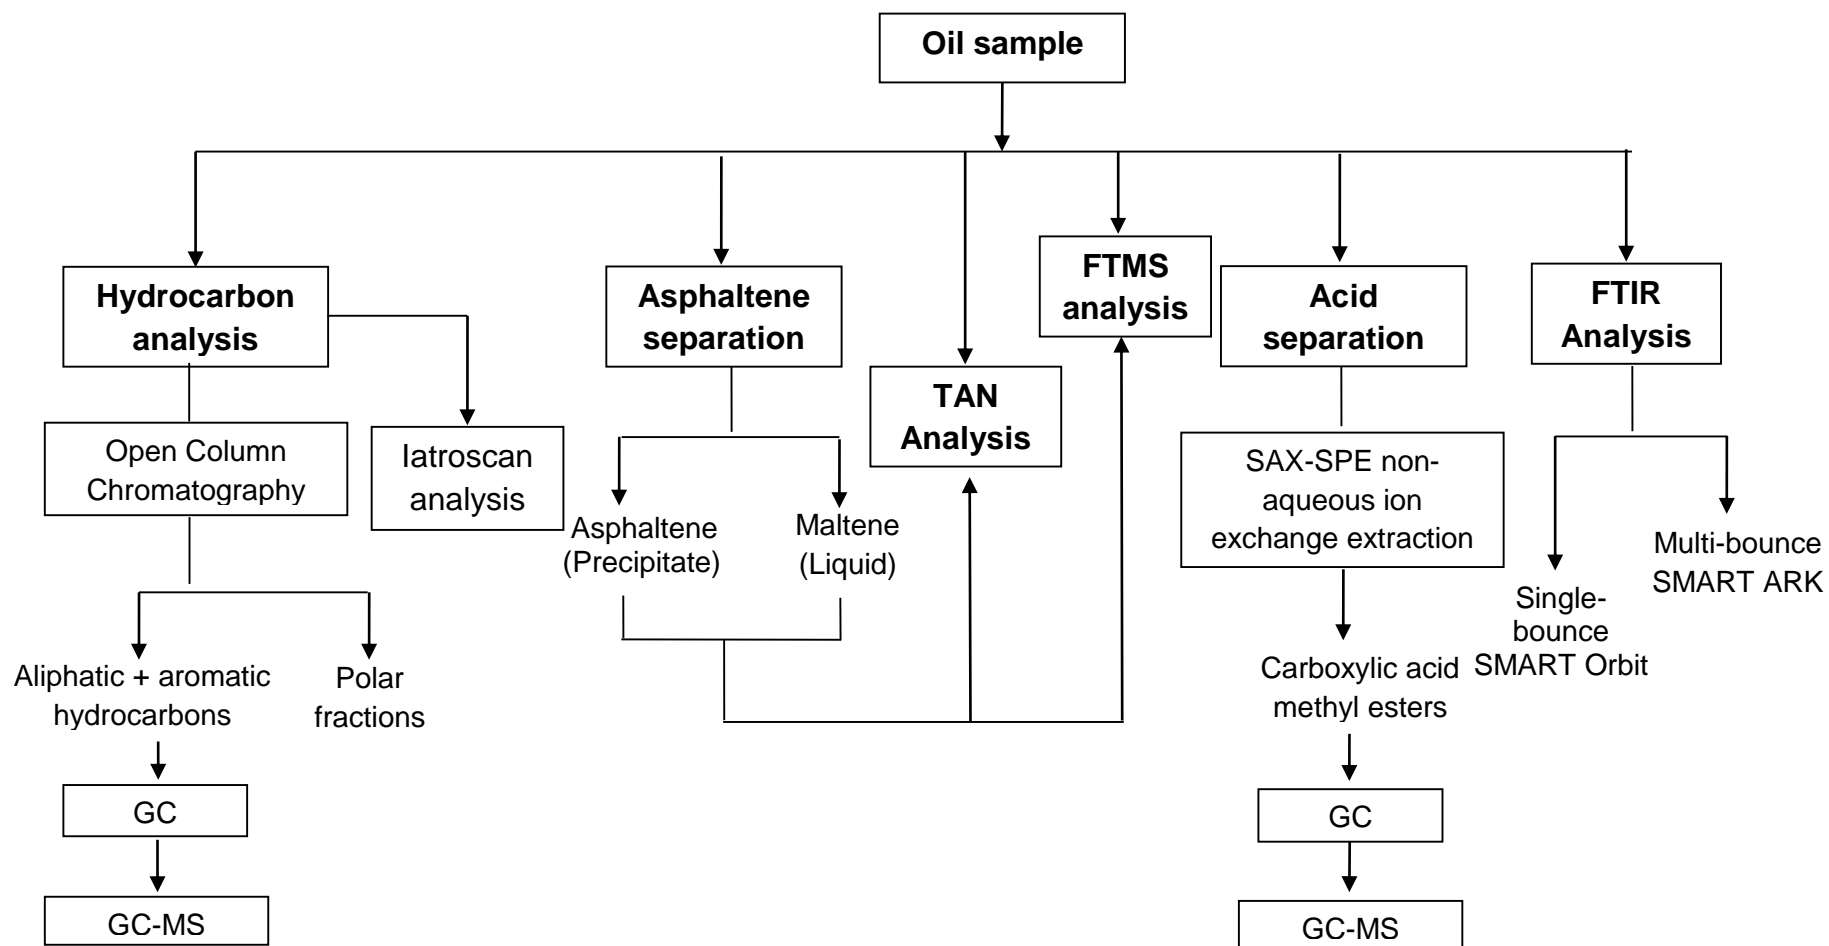 Oil sample
Hydrocarbon
analysis
Asphaltene
separation
TAN
Analysis
FTMS
analysis
Acid
separation
FTIR
Analysis
Open Column
Chromatography
Iatroscan
analysis
Asphaltene
(Precipitate)
Maltene
(Liquid)
SAX-SPE non-
aqueous ion
exchange extraction
Single-
bounce
SMART Orbit
Multi-bounce
SMART ARK
Aliphatic + aromatic
hydrocarbons
Polar
fractions
Carboxylic acid
methyl esters
GC
GC-MS
GC
GC-MS